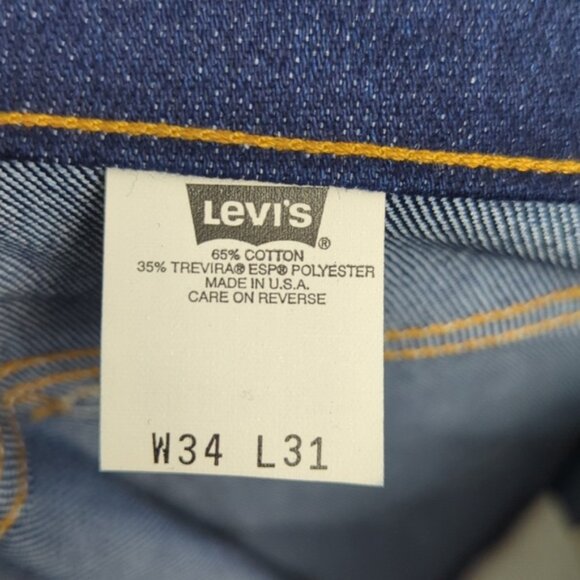 Levi's ®
65% COTTON
35% TREVIRA® ESP® POLYESTER
MADE IN U.S.A.
CARE ON REVERSE
W34 L31